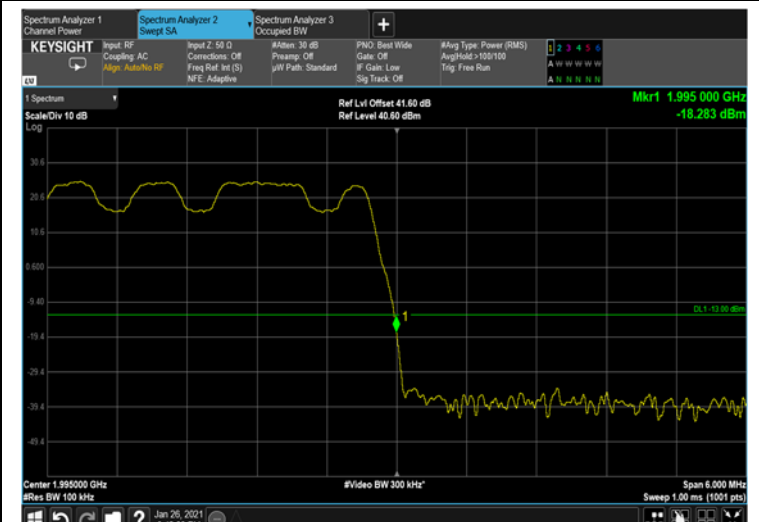 Spectrum Analyzer 1
Channel Power
Spectrum Analyzer 2
Swept SA
Spectrum Analyzer 3
Occupied BW
+
KEYSIGHT
Input: RF
Coupling: AC
Align: Auto/No RF
Input Z: 50 Ω
Corrections: Off
Freq Ref: Int (S)
NFE: Adaptive
#Atten: 30 dB
Preamp: Off
µW Path: Standard
PNO: Best Wide
Gate: Off
IF Gain: Low
Sig Track: Off
#Avg Type: Power (RMS)
Avg|Hold:>100/100
Trig: Free Run
1 2 3 4 5 6
A W W W W W
A N N N N N
1 Spectrum
Scale/Div 10 dB
Log
Ref Lvl Offset 41.60 dB
Ref Level 40.60 dBm
Mkr1 1.995 000 GHz
-18.283 dBm
30.6
20.6
10.6
0.600
-9.40
-19.4
-29.4
-39.4
-49.4
DL1 -13.00 dBm
1
Center 1.995000 GHz
#Res BW 100 kHz
#Video BW 300 kHz*
Span 6.000 MHz
Sweep 1.00 ms (1001 pts)
?
Jan 26, 2021